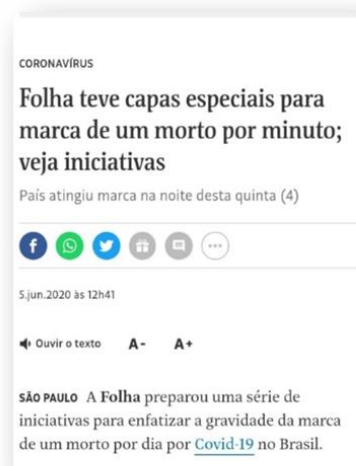 CORONAVÍRUS
Folha teve capas especiais para
marca de um morto por minuto;
veja iniciativas
País atingiu marca na noite desta quinta (4)
5.jun.2020 às 12h41
Ouvir o texto A- A+
SÃO PAULO A Folha preparou uma série de
iniciativas para enfatizar a gravidade da marca
de um morto por dia por Covid-19 no Brasil.